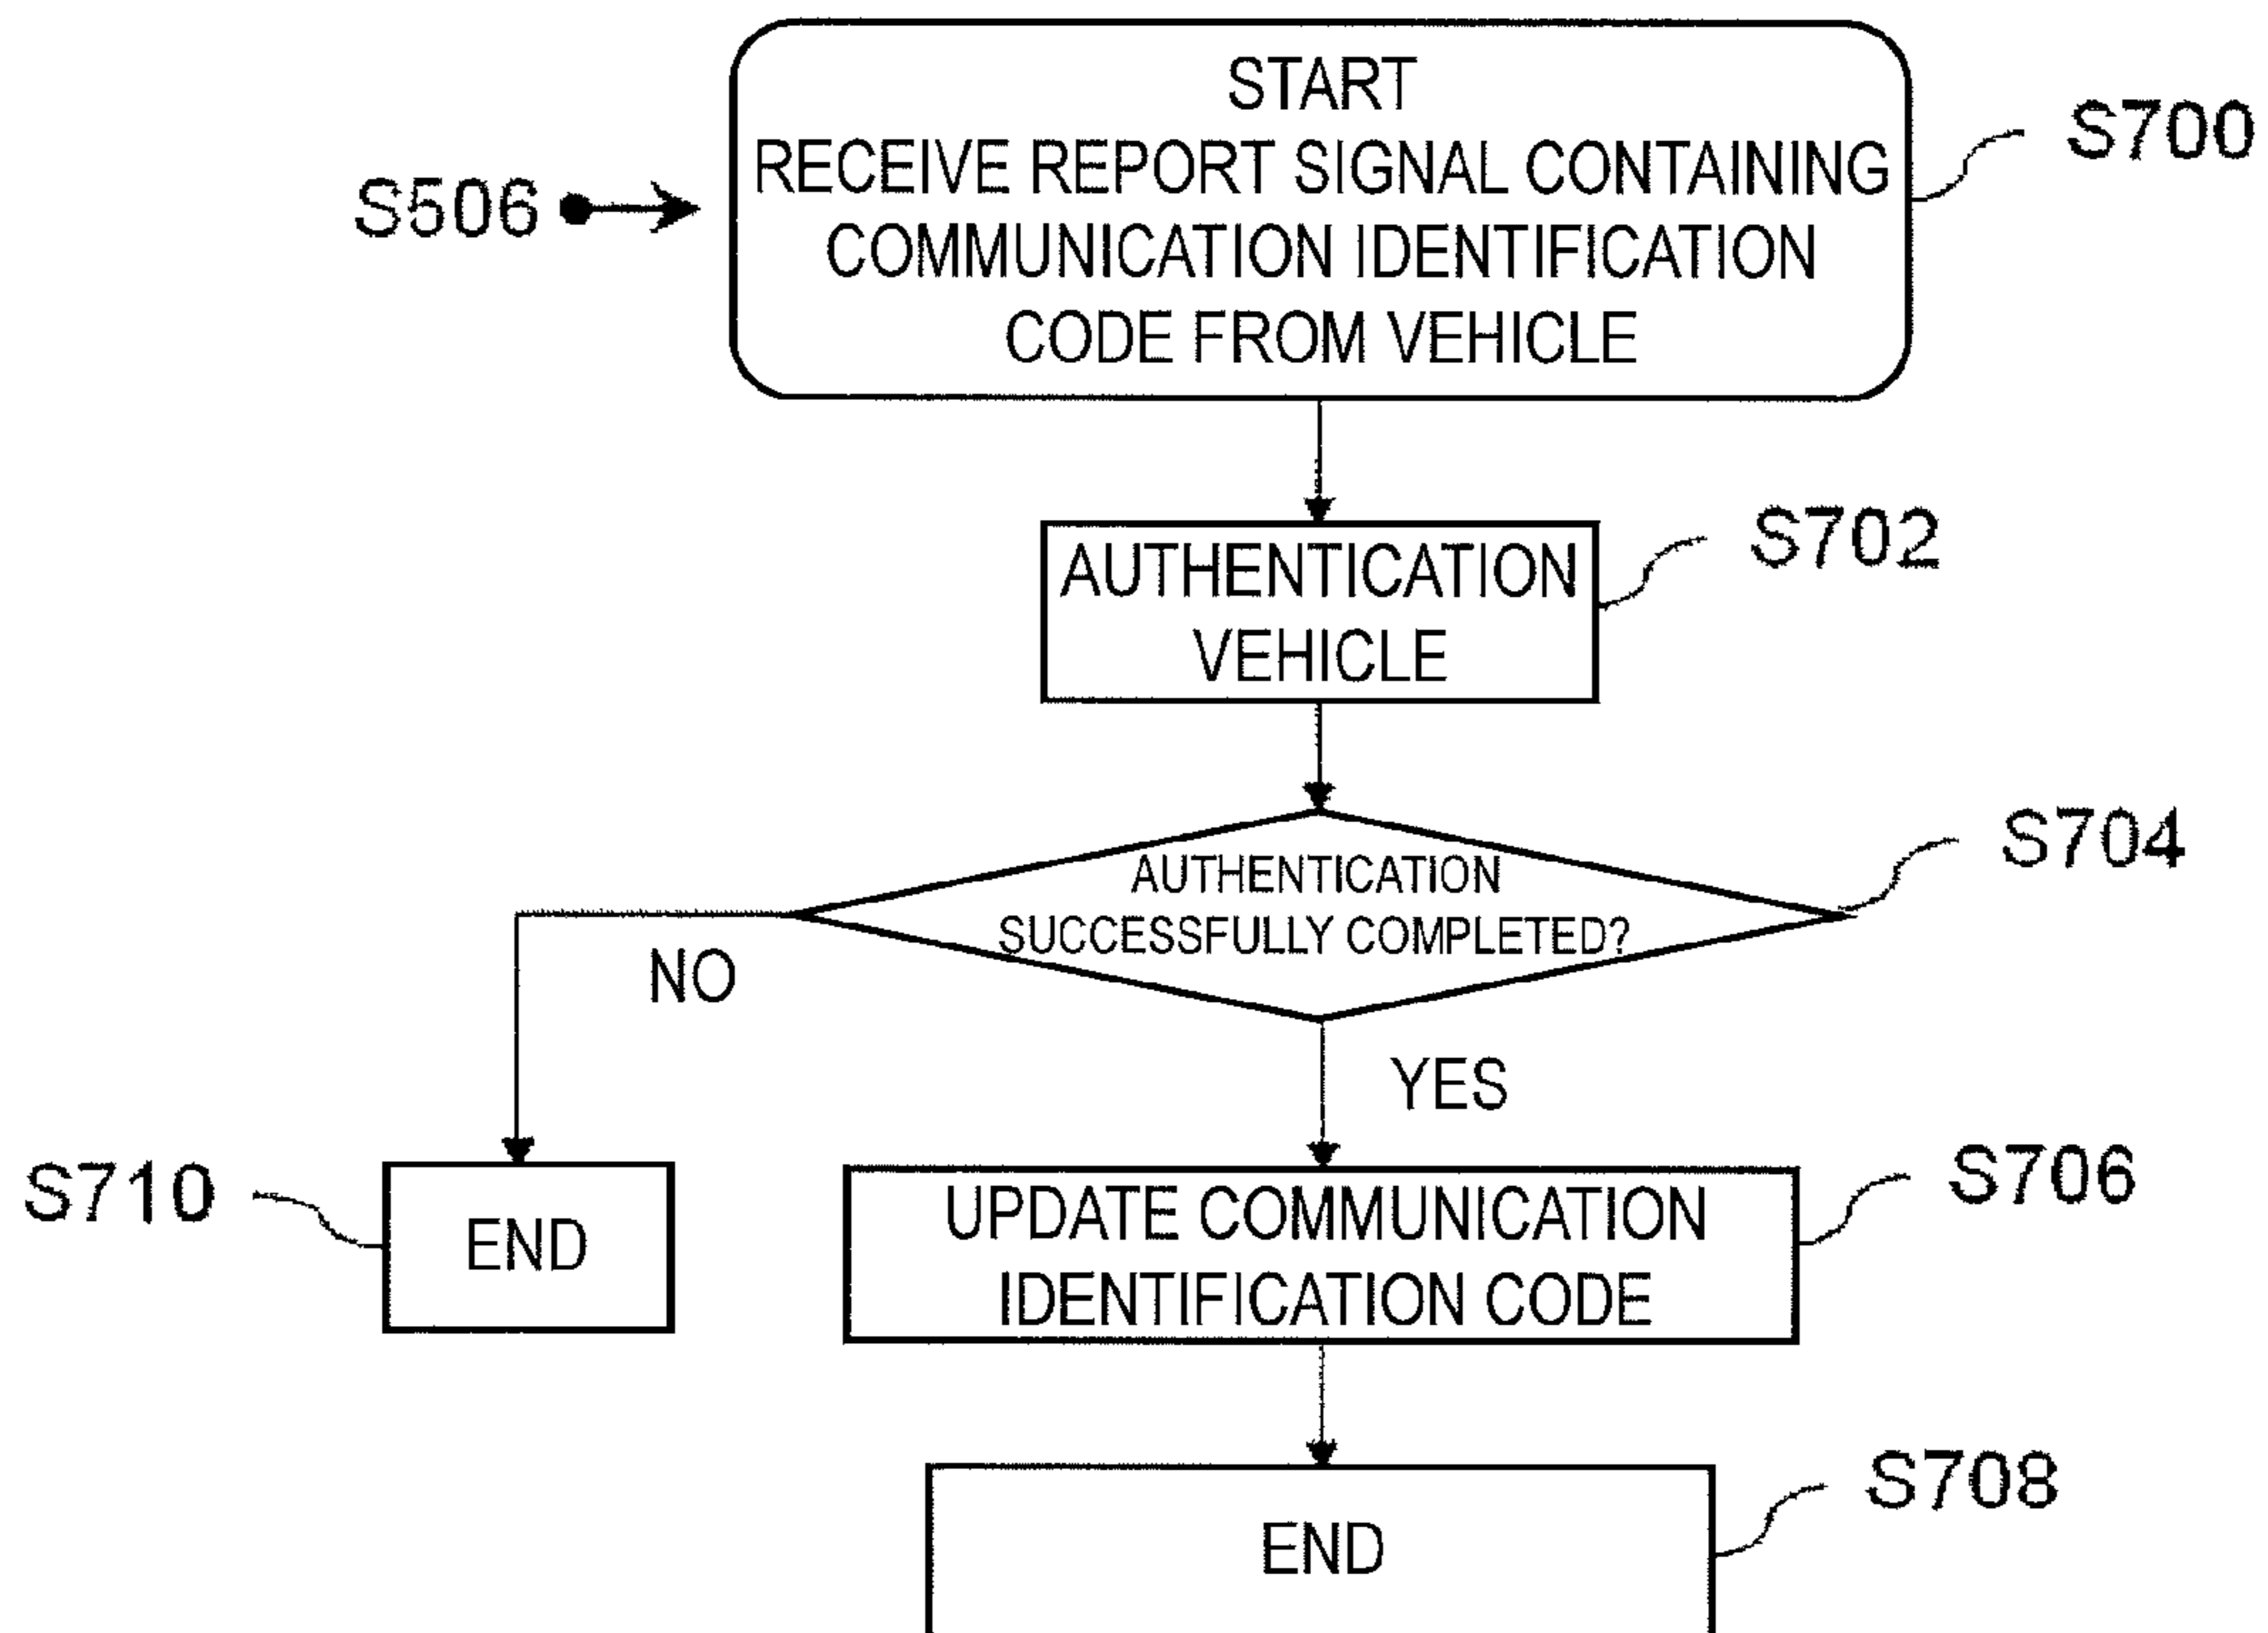 START
RECEIVE REPORT SIGNAL CONTAINING
COMMUNICATION IDENTIFICATION
CODE FROM VEHICLE
S700
S506
AUTHENTICATION
VEHICLE
S702
AUTHENTICATION
SUCCESSFULLY COMPLETED?
S704
NO
YES
S710
END
UPDATE COMMUNICATION
IDENTIFICATION CODE
S706
END
S708